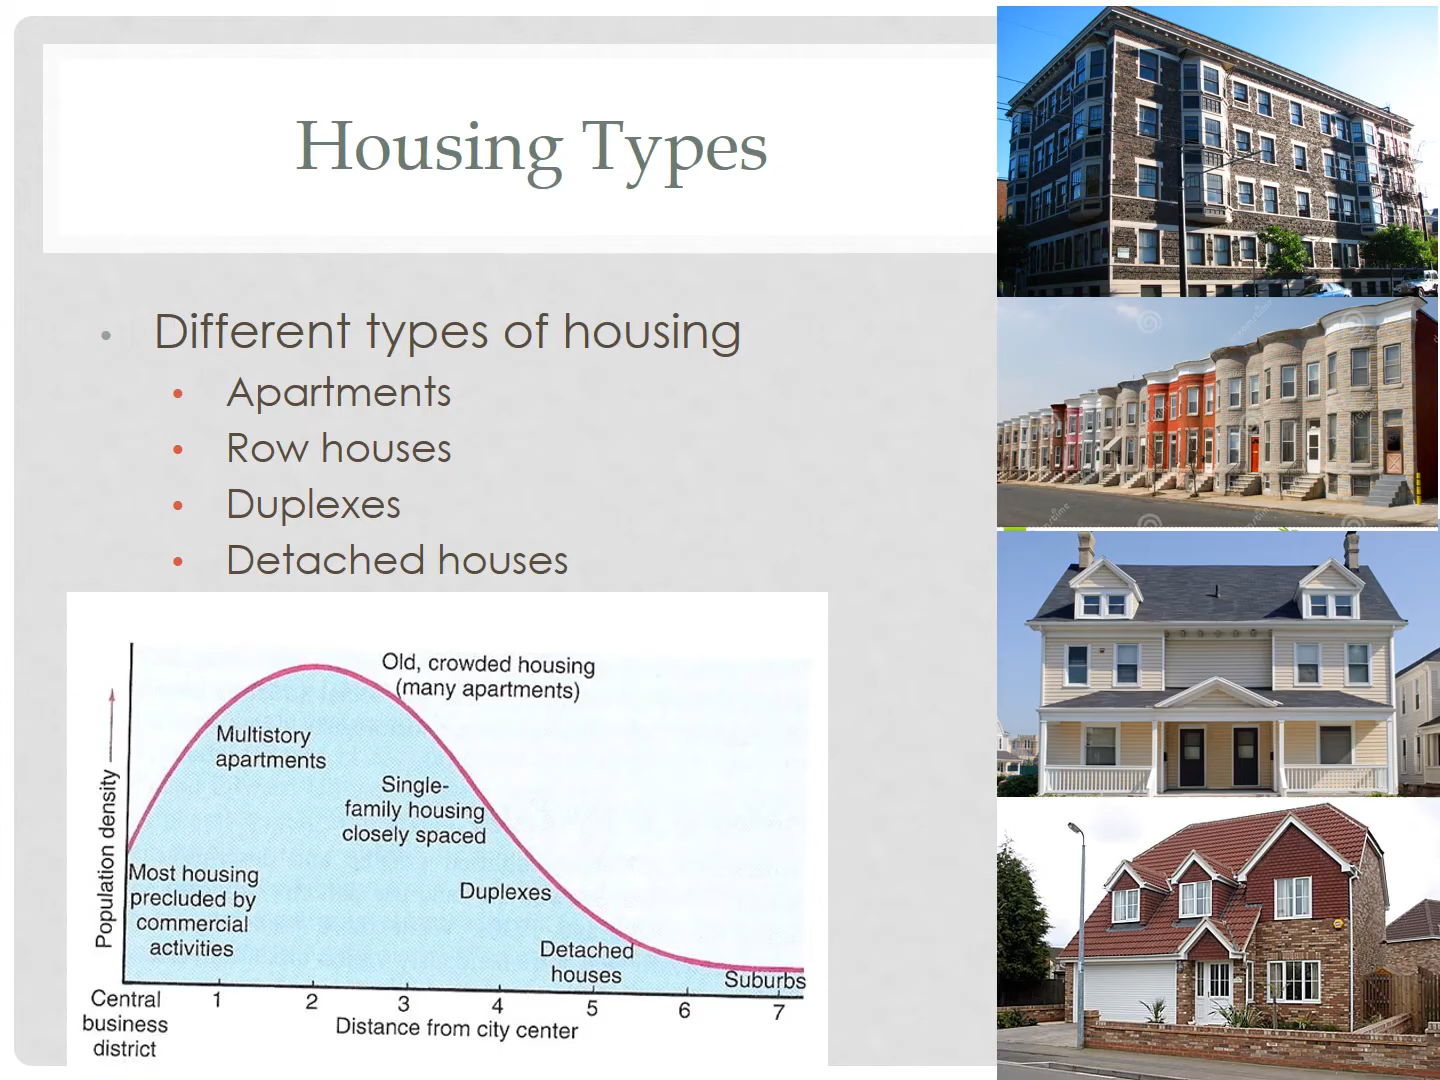 Housing Types
• Different types of housing
• Apartments
• Row houses
• Duplexes
• Detached houses
Population density
Old, crowded housing
(many apartments)
Multistory
apartments
Single-
family housing
closely spaced
Most housing
precluded by
commercial
activities
Duplexes
Detached
houses
Suburbs
Central
business
district
1 2 3 4 5 6 7
Distance from city center